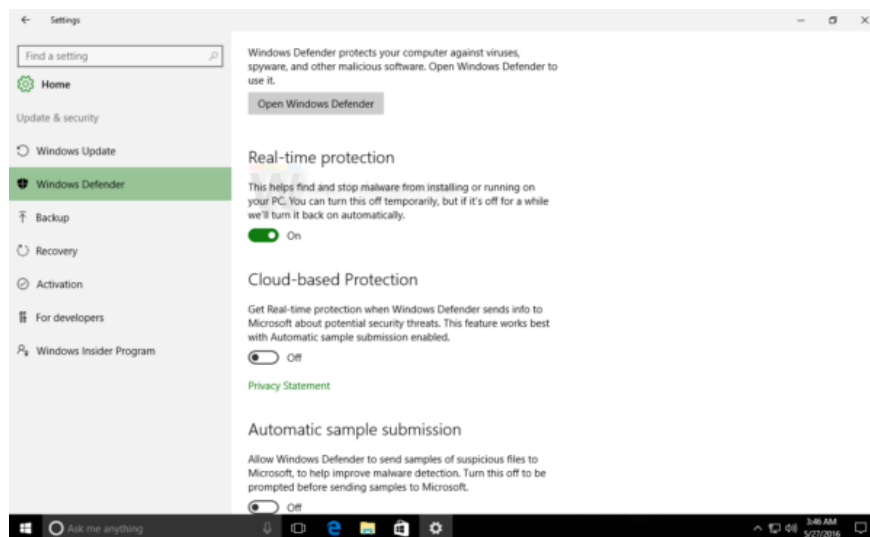 Settings
Find a setting
Home
Update & security
Windows Update
Windows Defender
Backup
Recovery
Activation
For developers
Windows Insider Program
Windows Defender protects your computer against viruses,
spyware, and other malicious software. Open Windows Defender to
use it.
Open Windows Defender
Real-time protection
This helps find and stop malware from installing or running on
your PC. You can turn this off temporarily, but if it's off for a while
we'll turn it back on automatically.
On
Cloud-based Protection
Get Real-time protection when Windows Defender sends info to
Microsoft about potential security threats. This feature works best
with Automatic sample submission enabled.
Off
Privacy Statement
Automatic sample submission
Allow Windows Defender to send samples of suspicious files to
Microsoft, to help improve malware detection. Turn this off to be
prompted before sending samples to Microsoft.
Off
Ask me anything
3:46 AM
5/27/2016